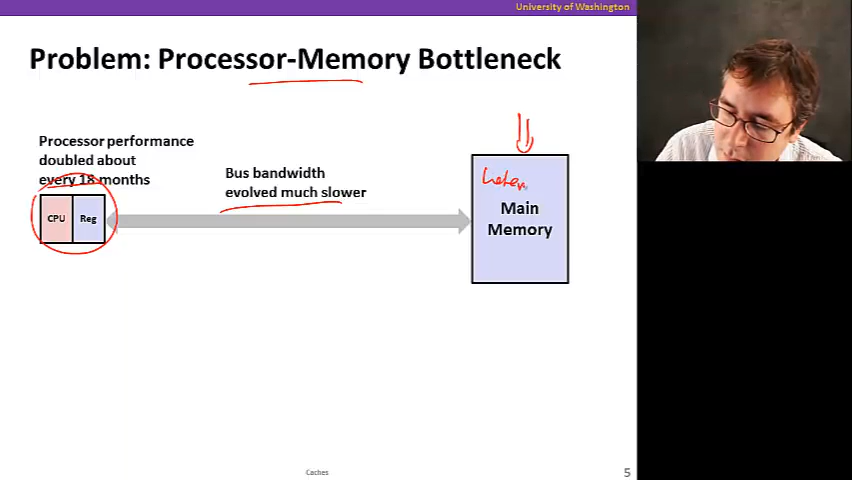 University of Washington
Problem: Processor-Memory Bottleneck
Processor performance
doubled about
every 18 months
Bus bandwidth
evolved much slower
CPU
Reg
Main
Memory
Caches
5